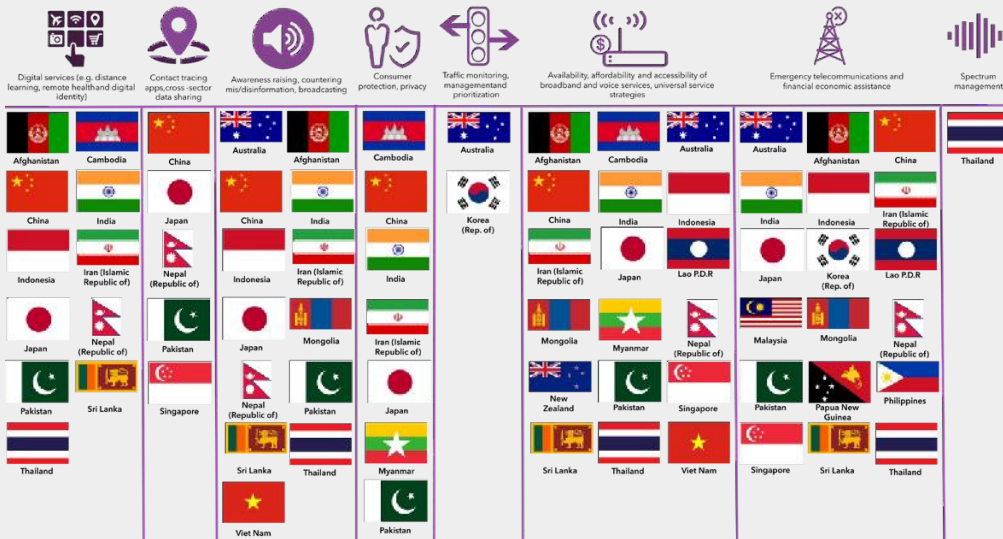 Digital services (e.g. distance
learning, remote healthand digital
identity)
Contact tracing
apps,cross -sector
data sharing
Awareness raising, countering
mis/disinformation, broadcasting
Consumer
protection, privacy
Traffic monitoring,
managementand
prioritization
Availability, affordability and accessibility of
broadband and voice services, universal service
strategies
Emergency telecommunications and
financial economic assistance
Spectrum
management
Afghanistan
Cambodia
China
India
Indonesia
Iran (Islamic
Republic of)
Japan
Nepal
(Republic of)
Pakistan
Sri Lanka
Thailand
China
Japan
Nepal
(Republic of)
Pakistan
Singapore
Australia
Afghanistan
China
India
Indonesia
Iran (Islamic
Republic of)
Japan
Mongolia
Nepal
(Republic of)
Pakistan
Sri Lanka
Thailand
Viet Nam
Cambodia
China
India
Iran (Islamic
Republic of)
Japan
Myanmar
Pakistan
Australia
Korea
(Rep. of)
Afghanistan
Cambodia
Australia
China
India
Indonesia
Iran (Islamic
Republic of)
Japan
Lao P.D.R
Mongolia
Myanmar
Nepal
(Republic of)
New
Zealand
Pakistan
Singapore
Sri Lanka
Thailand
Viet Nam
Australia
Afghanistan
China
India
Indonesia
Iran (Islamic
Republic of)
Japan
Korea
(Rep. of)
Lao P.D.R
Malaysia
Mongolia
Nepal
(Republic of)
Pakistan
Papua New
Guinea
Philippines
Singapore
Sri Lanka
Thailand
Thailand